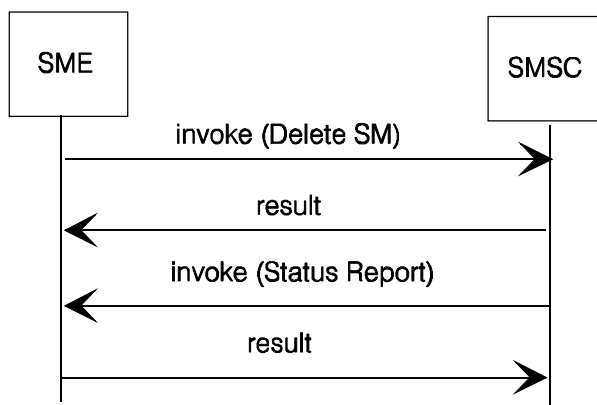 SME
SMSC
invoke (Delete SM)
result
invoke (Status Report)
result